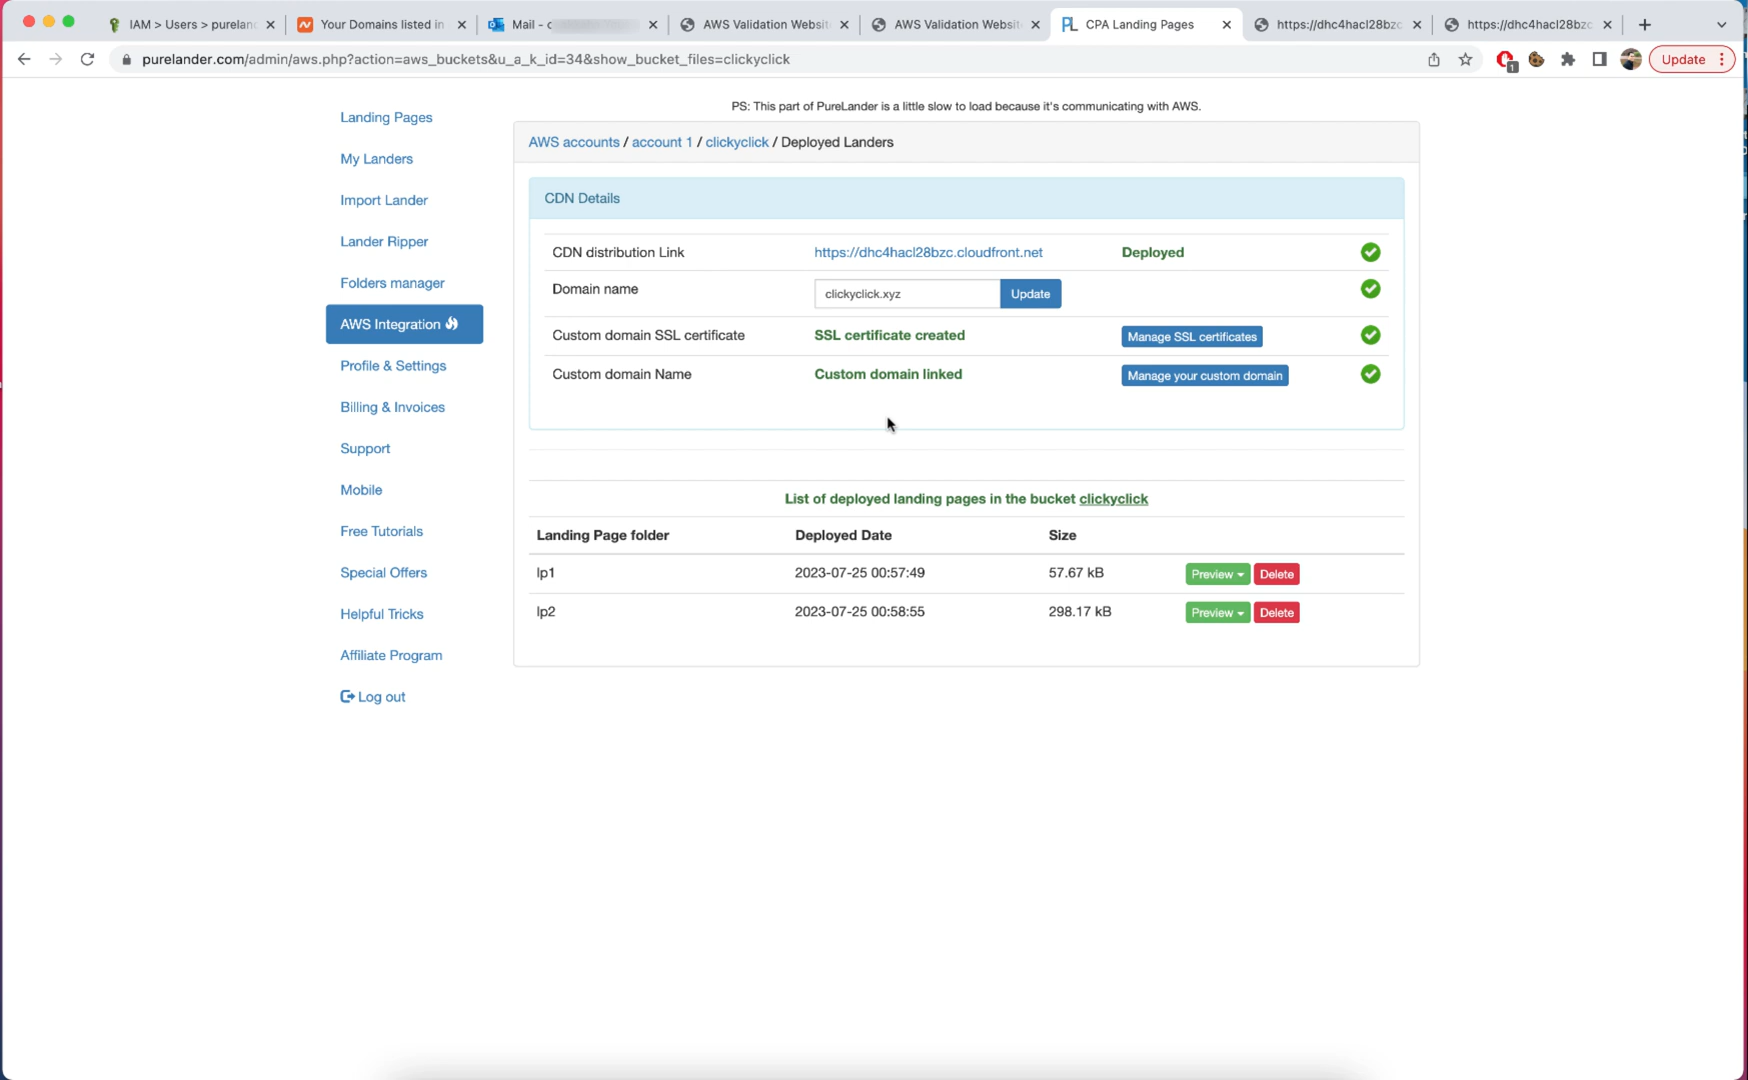 IAM > Users > purelan
Your Domains listed in
Mail - c
AWS Validation Websit
AWS Validation Websit
CPA Landing Pages
https://dhc4hacl28bzc
https://dhc4hacl28bzc
purelander.com/admin/aws.php?action=aws_buckets&u_a_k_id=34&show_bucket_files=clickyclick
1
Update
PS: This part of PureLander is a little slow to load because it's communicating with AWS.
Landing Pages
My Landers
Import Lander
Lander Ripper
Folders manager
AWS Integration
Profile & Settings
Billing & Invoices
Support
Mobile
Free Tutorials
Special Offers
Helpful Tricks
Affiliate Program
Log out
AWS accounts / account 1 / clickyclick / Deployed Landers
CDN Details
CDN distribution Link https://dhc4hacl28bzc.cloudfront.net Deployed
Domain name clickyclick.xyz Update
Custom domain SSL certificate SSL certificate created Manage SSL certificates
Custom domain Name Custom domain linked Manage your custom domain
List of deployed landing pages in the bucket clickyclick
Landing Page folder Deployed Date Size
lp1 2023-07-25 00:57:49 57.67 kB Preview Delete
lp2 2023-07-25 00:58:55 298.17 kB Preview Delete